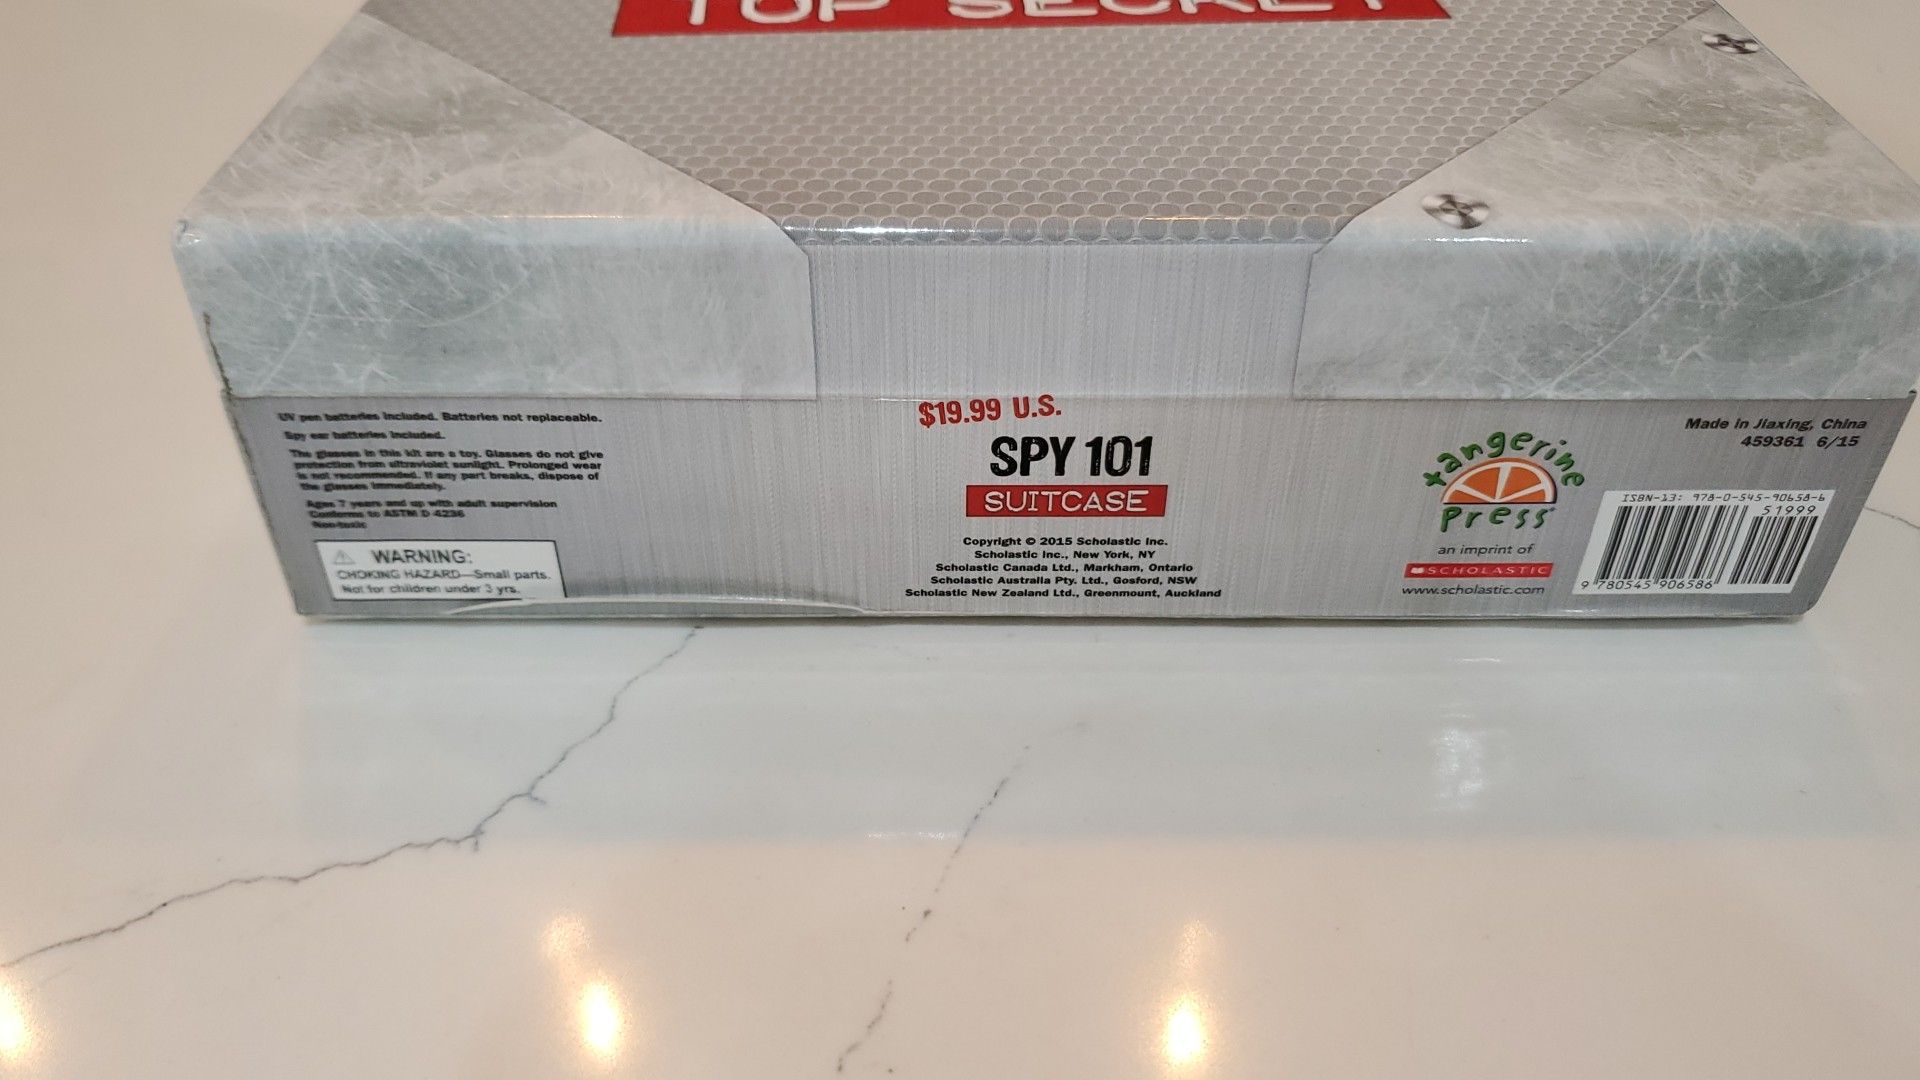 TOP SECRET
UV pen batteries included. Batteries not replaceable.
Spy ear batteries included.
The glasses in this kit are a toy. Glasses do not give
protection from ultraviolet sunlight. Prolonged wear
is not recommended. If any part breaks, dispose of
the glasses immediately.
Ages 7 years and up with adult supervision
Conforms to ASTM D 4236
Non-toxic
WARNING:
CHOKING HAZARD—Small parts.
Not for children under 3 yrs.
$19.99 U.S.
SPY 101
SUITCASE
Copyright © 2015 Scholastic Inc.
Scholastic Inc., New York, NY
Scholastic Canada Ltd., Markham, Ontario
Scholastic Australia Pty. Ltd., Gosford, NSW
Scholastic New Zealand Ltd., Greenmount, Auckland
tangerine
Press
an imprint of
SCHOLASTIC
www.scholastic.com
Made in Jiaxing, China
459361 6/15
ISBN-13: 978-0-545-90658-6
51999
9 780545 906586